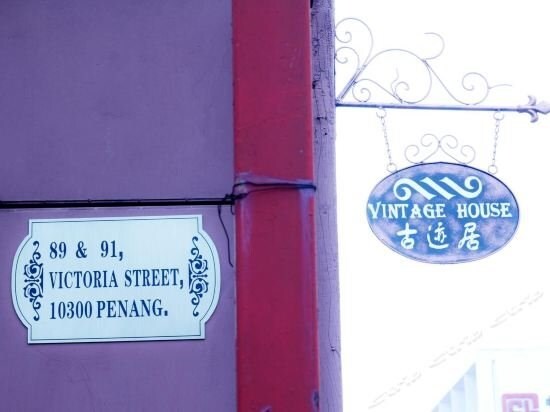 89 & 91,
VICTORIA STREET,
10300 PENANG.
VINTAGE HOUSE
古迹居